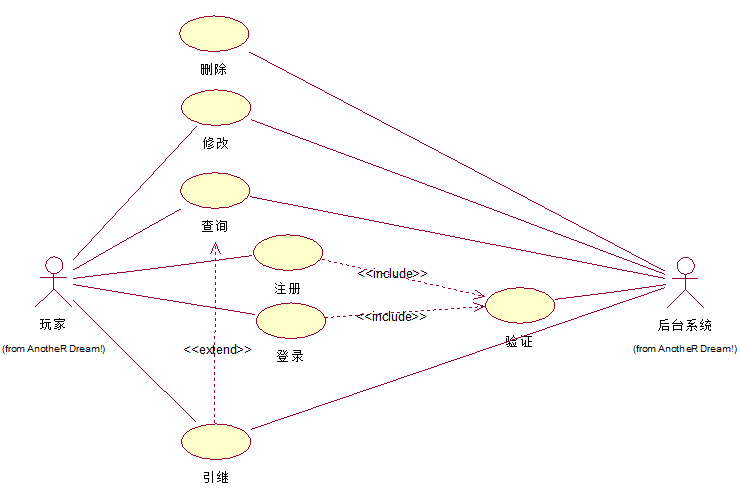 删除
修改
查询
注册
<<include>>
玩家
(from AnotheR Dream!)
后台系统
(from AnotheR Dream!)
<<include>>
登录
验证
<<extend>>
引继